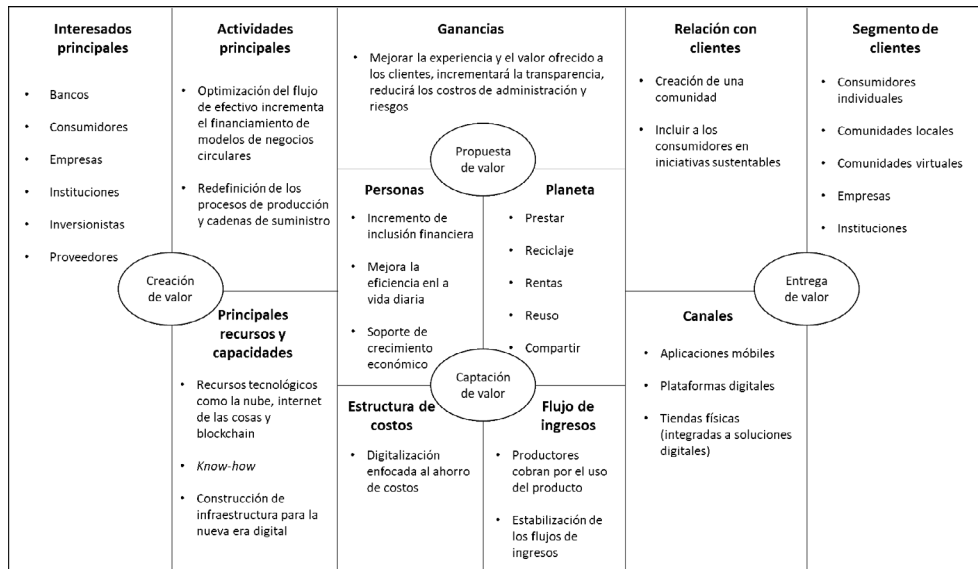 Interesados
principales
• Bancos
• Consumidores
• Empresas
• Instituciones
• Inversionistas
• Proveedores
Creación
de valor
Actividades
principales
• Optimización del flujo
de efectivo incrementa
el financiamiento de
modelos de negocios
circulares
• Redefinición de los
procesos de producción
y cadenas de suministro
Principales
recursos y
capacidades
• Recursos tecnológicos
como la nube, internet
de las cosas y
blockchain
• Know-how
• Construcción de
infraestructura para la
nueva era digital
Ganancias
• Mejorar la experiencia y el valor ofrecido a
los clientes, incrementará la transparencia,
reducirá los costos de administración y
riesgos
Propuesta
de valor
Personas
• Incremento de
inclusión financiera
• Mejora la
eficiencia enl a
vida diaria
• Soporte de
crecimiento
económico
Planeta
• Prestar
• Reciclaje
• Rentas
• Reuso
• Compartir
Captación
de valor
Estructura de
costos
• Digitalización
enfocada al ahorro
de costos
Flujo de
ingresos
• Productores
cobran por el uso
del producto
• Estabilización de
los flujos de
ingresos
Relación con
clientes
• Creación de una
comunidad
• Incluir a los
consumidores en
iniciativas sustentables
Canales
• Aplicaciones móbiles
• Plataformas digitales
• Tiendas físicas
(integradas a soluciones
digitales)
Segmento de
clientes
• Consumidores
individuales
• Comunidades locales
• Comunidades virtuales
• Empresas
• Instituciones
Entrega
de valor